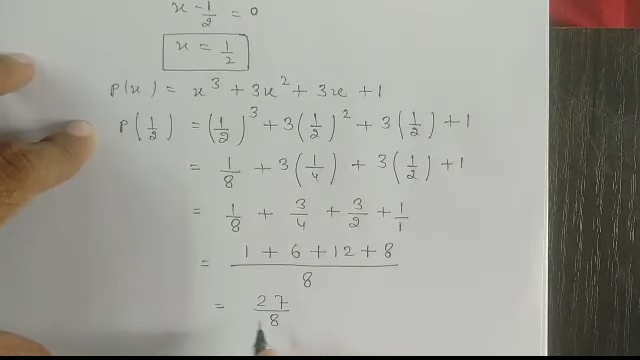 x - 1/2 = 0
x = 1/2
p(x) = x³ + 3x² + 3x + 1
p(1/2) = (1/2)³ + 3(1/2)² + 3(1/2) + 1
= 1/8 + 3(1/4) + 3(1/2) + 1
= 1/8 + 3/4 + 3/2 + 1/1
= (1 + 6 + 12 + 8)/8
= 27/8